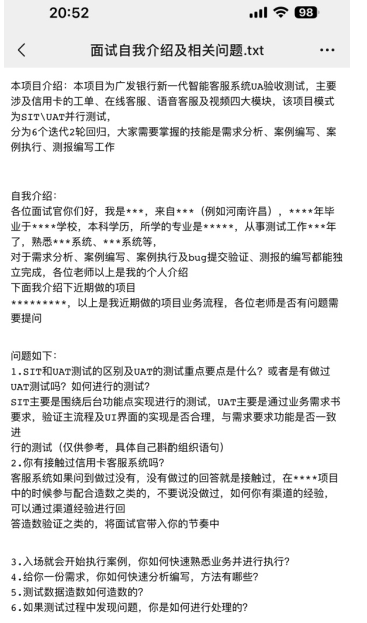 20:52
98
面试自我介绍及相关问题.txt
本项目介绍：本项目为广发银行新一代智能客服系统UA验收测试，主要
涉及信用卡的工单、在线客服、语音客服及视频四大模块，该项目模式
为SIT\UAT并行测试，
分为6个迭代2轮回归，大家需要掌握的技能是需求分析、案例编写、案
例执行、测报编写工作
自我介绍：
各位面试官你们好，我是***，来自***（例如河南许昌），****年毕
业于****学校，本科学历，所学的专业是*****，从事测试工作***年
了，熟悉***系统、***系统等，
对于需求分析、案例编写、案例执行及bug提交验证、测报的编写都能独
立完成，各位老师以上是我的个人介绍
下面我介绍下近期做的项目
*********，以上是我近期做的项目业务流程，各位老师是否有问题需
要提问
问题如下：
1.SIT和UAT测试的区别及UAT的测试重点要点是什么？或者是有做过
UAT测试吗？如何进行的测试？
SIT主要是围绕后台功能点实现进行的测试，UAT主要是通过业务需求书
要求，验证主流程及UI界面的实现是否合理，与需求要求功能是否一致
进
行的测试（仅供参考，具体自己斟酌组织语句）
2.你有接触过信用卡客服系统吗？
客服系统如果问到做过没有，没有做过的回答就是接触过，在****项目
中的时候参与配合造数之类的，不要说没做过，如何你有渠道的经验，
可以通过渠道经验进行回
答造数验证之类的，将面试官带入你的节奏中
3.入场就会开始执行案例，你如何快速熟悉业务并进行执行？
4.给你一份需求，你如何快速分析编写，方法有哪些？
5.测试数据造数如何造数的？
6.如果测试过程中发现问题，你是如何进行处理的？